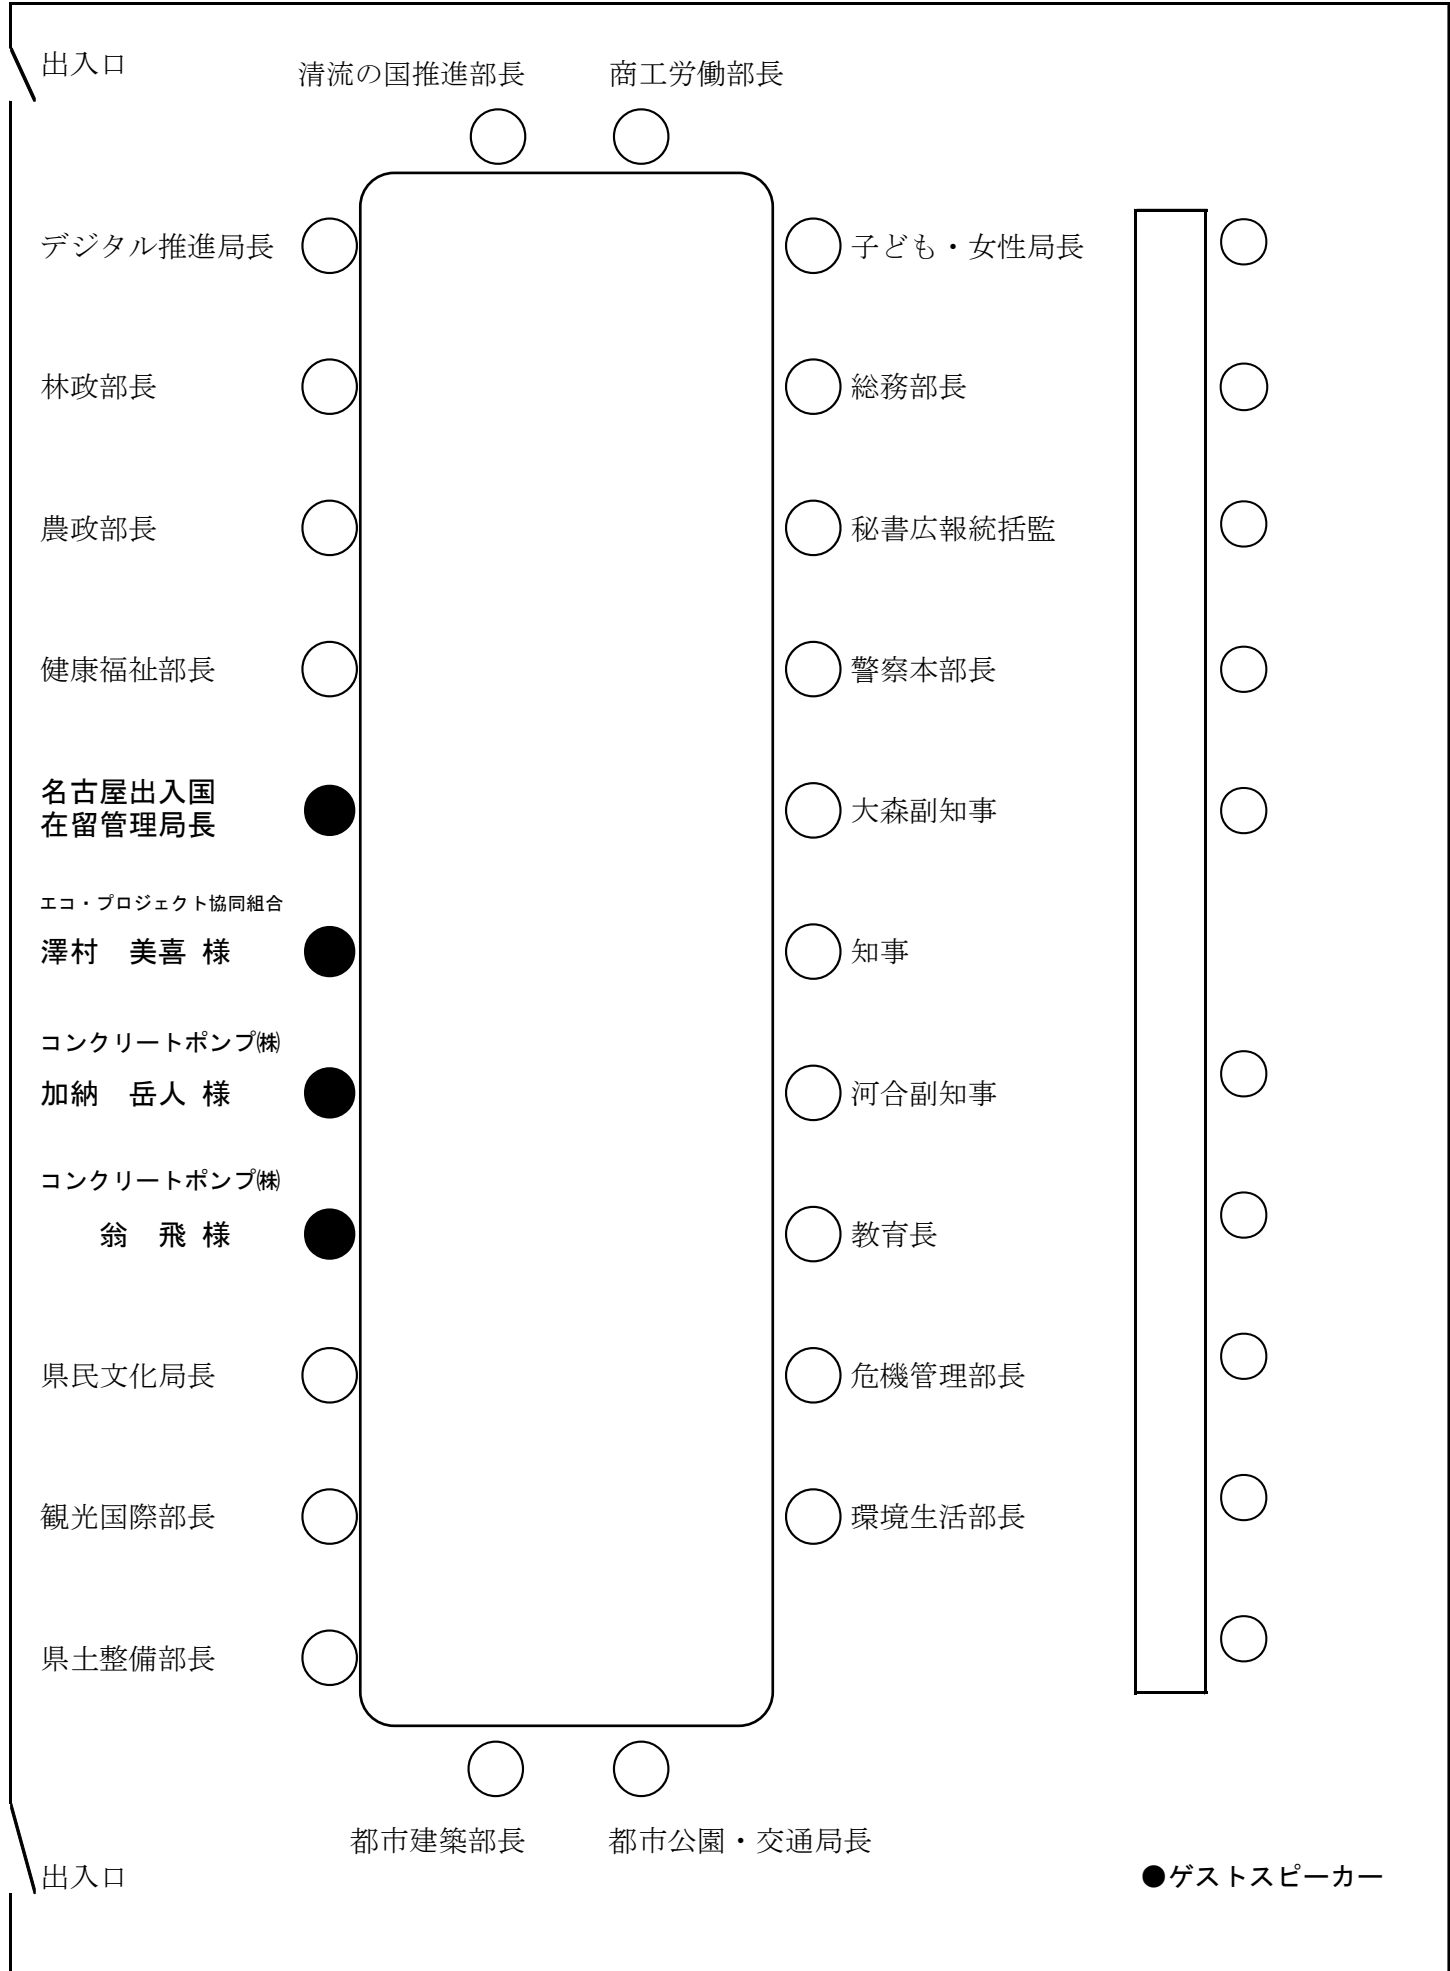 出入口
清流の国推進部長
商工労働部長
デジタル推進局長
子ども・女性局長
林政部長
総務部長
農政部長
秘書広報統括監
健康福祉部長
警察本部長
名古屋出入国
在留管理局長
大森副知事
エコ・プロジェクト協同組合
澤村　美喜 様
知事
コンクリートポンプ㈱
加納　岳人 様
河合副知事
コンクリートポンプ㈱
翁　飛 様
教育長
県民文化局長
危機管理部長
観光国際部長
環境生活部長
県土整備部長
都市建築部長
都市公園・交通局長
出入口
●ゲストスピーカー